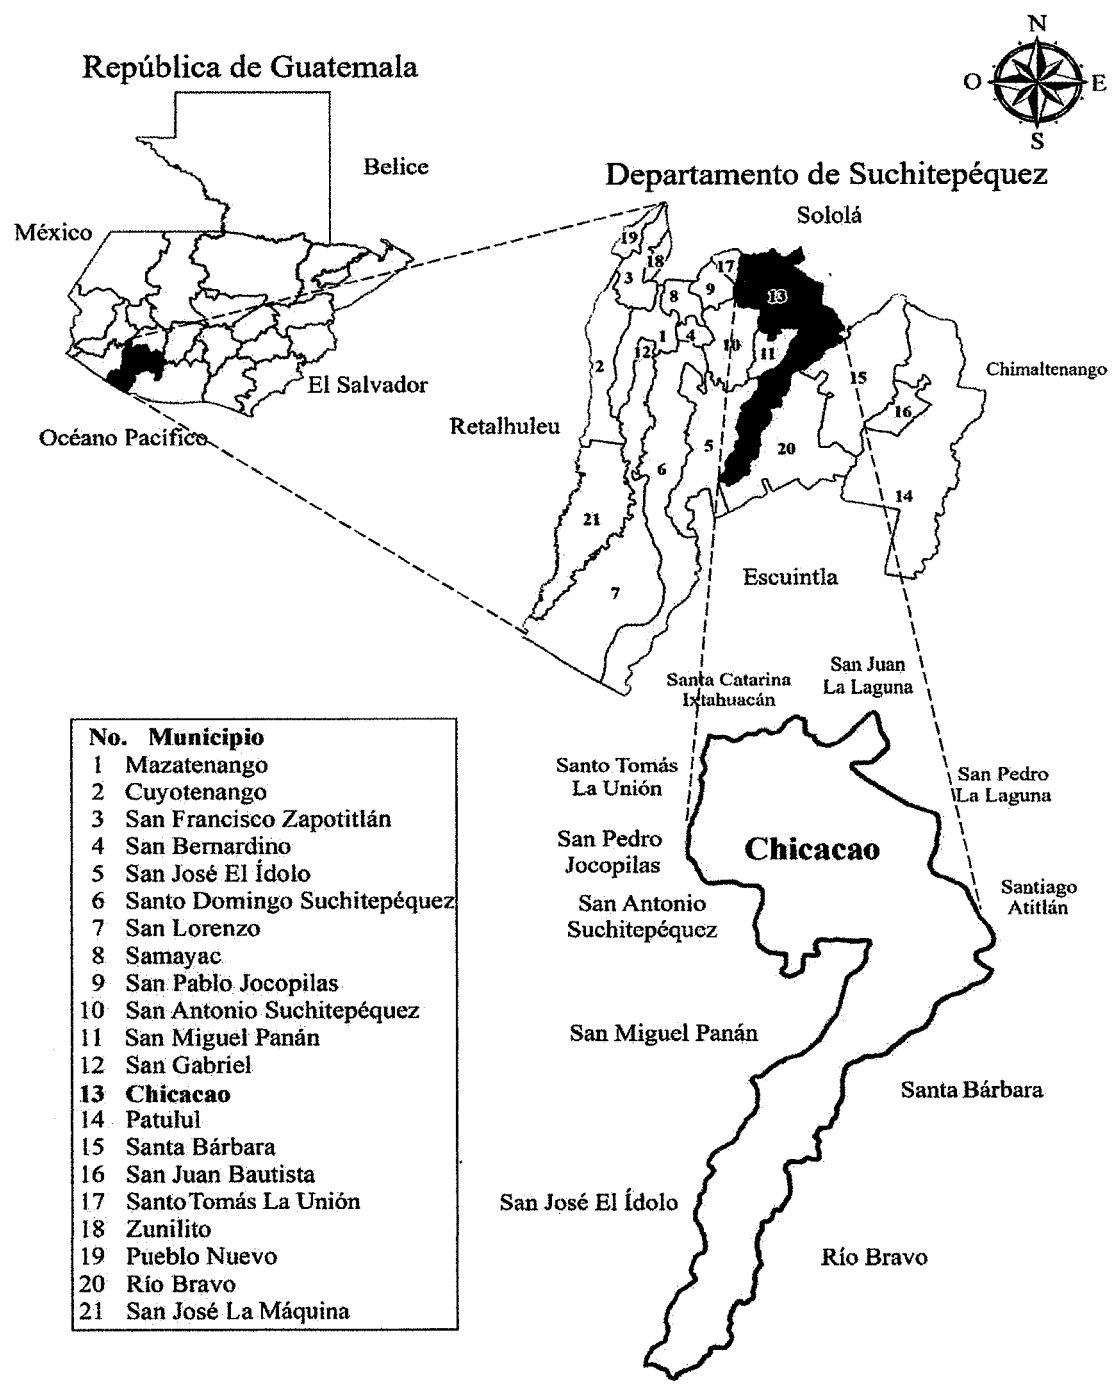 N
O
E
S
República de Guatemala
Belice
México
El Salvador
Océano Pacífico
Departamento de Suchitepéquez
Sololá
19
18
17
3
13
8
9
1
4
10
12
11
2
15
16
Chimaltenango
Retalhuleu
5
20
6
14
21
7
Escuintla
Santa Catarina
Ixtahuacán
San Juan
La Laguna
Santo Tomás
La Unión
San Pedro
La Laguna
San Pedro
Jocopilas
Chicacao
San Antonio
Suchitepéquez
Santiago
Atitlán
San Miguel Panán
Santa Bárbara
San José El Ídolo
Río Bravo
No. Municipio
1 Mazatenango
2 Cuyotenango
3 San Francisco Zapotitlán
4 San Bernardino
5 San José El Ídolo
6 Santo Domingo Suchitepéquez
7 San Lorenzo
8 Samayac
9 San Pablo Jocopilas
10 San Antonio Suchitepéquez
11 San Miguel Panán
12 San Gabriel
13 Chicacao
14 Patulul
15 Santa Bárbara
16 San Juan Bautista
17 Santo Tomás La Unión
18 Zunilito
19 Pueblo Nuevo
20 Río Bravo
21 San José La Máquina